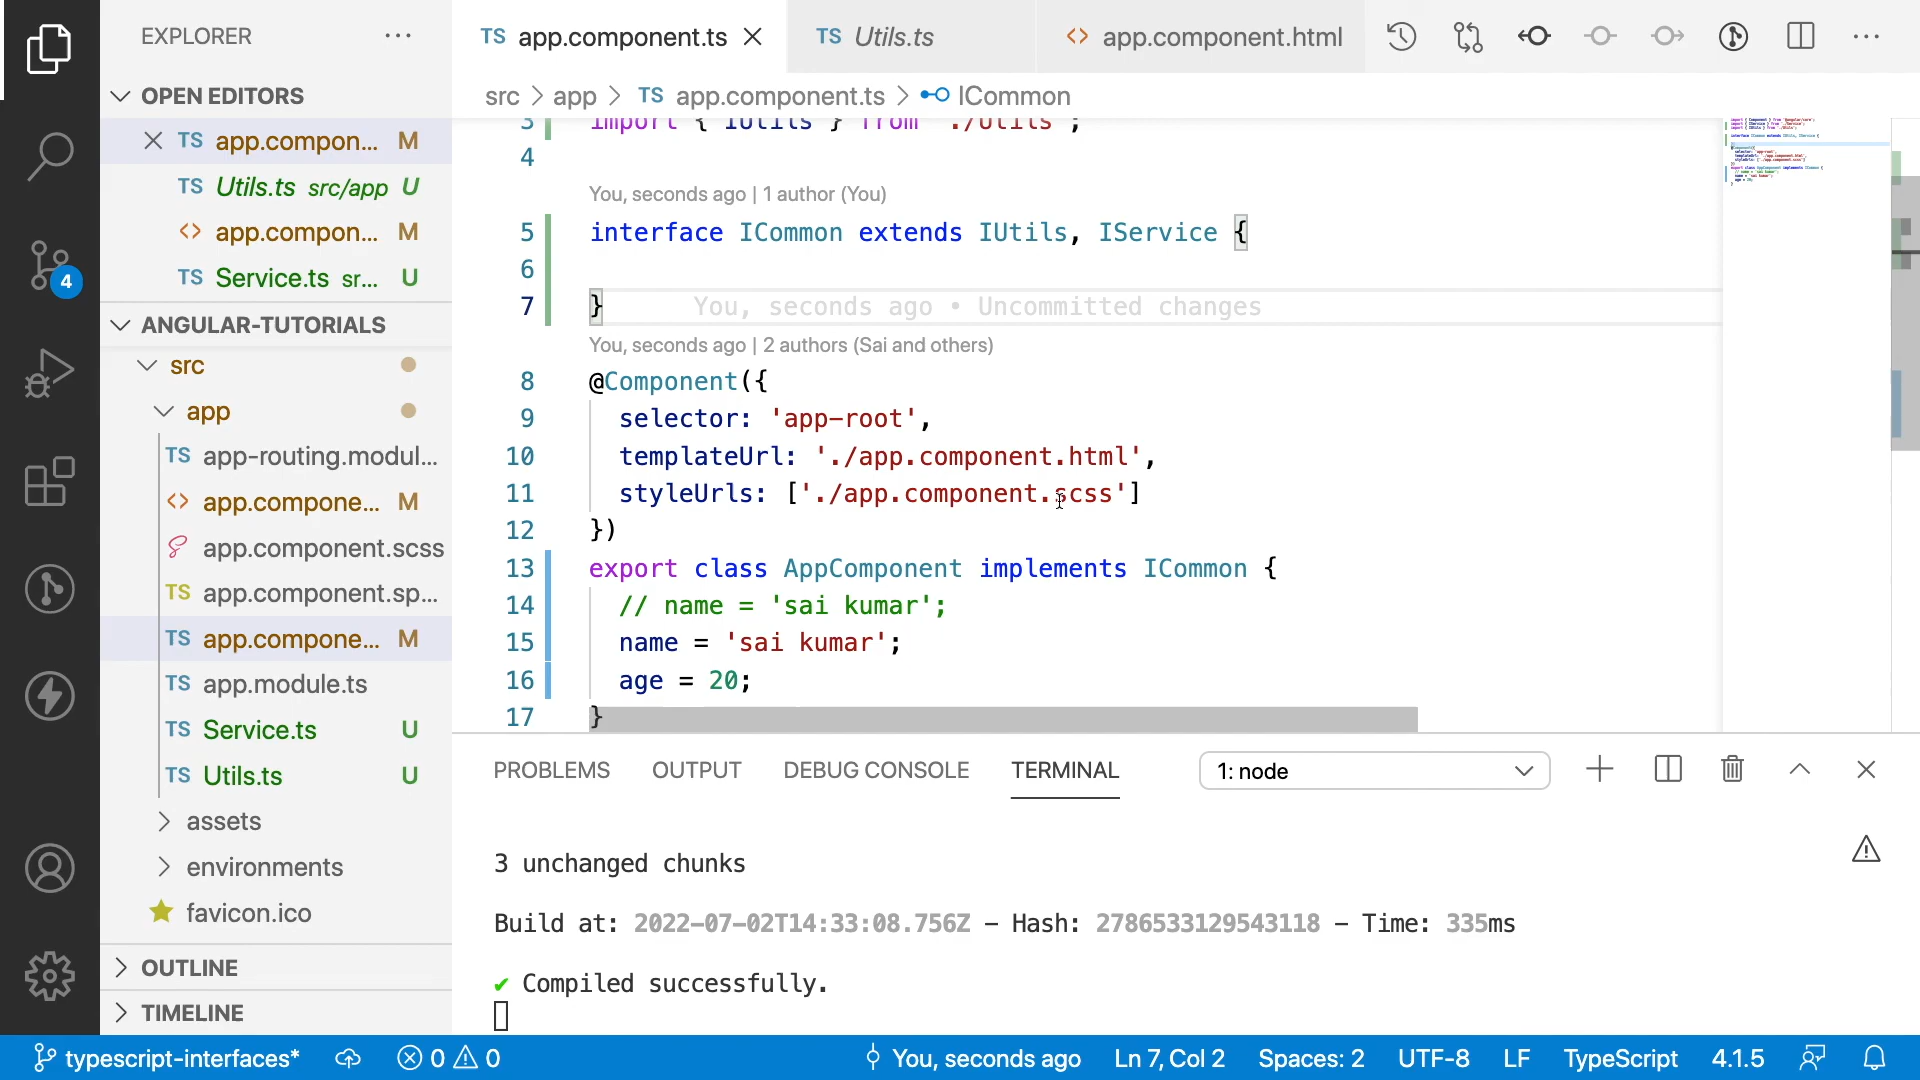 EXPLORER
OPEN EDITORS
TS app.compon... M
TS Utils.ts src/app U
<> app.compon... M
TS Service.ts sr... U
ANGULAR-TUTORIALS
src
app
TS app-routing.modul...
<> app.compone... M
app.component.scss
TS app.component.sp...
TS app.compone... M
TS app.module.ts
TS Service.ts U
TS Utils.ts U
assets
environments
favicon.ico
OUTLINE
TIMELINE
4
TS app.component.ts
TS Utils.ts
<> app.component.html
src > app > TS app.component.ts > ICommon
3 import { IUtils } from './Utils';
4
You, seconds ago | 1 author (You)
5 interface ICommon extends IUtils, IService {
6
7 } You, seconds ago • Uncommitted changes
You, seconds ago | 2 authors (Sai and others)
8 @Component({
9 selector: 'app-root',
10 templateUrl: './app.component.html',
11 styleUrls: ['./app.component.scss']
12 })
13 export class AppComponent implements ICommon {
14 // name = 'sai kumar';
15 name = 'sai kumar';
16 age = 20;
17 }
PROBLEMS OUTPUT DEBUG CONSOLE TERMINAL 1: node
3 unchanged chunks
Build at: 2022-07-02T14:33:08.756Z - Hash: 2786533129543118 - Time: 335ms
✔ Compiled successfully.
typescript-interfaces* 0 0 You, seconds ago Ln 7, Col 2 Spaces: 2 UTF-8 LF TypeScript 4.1.5